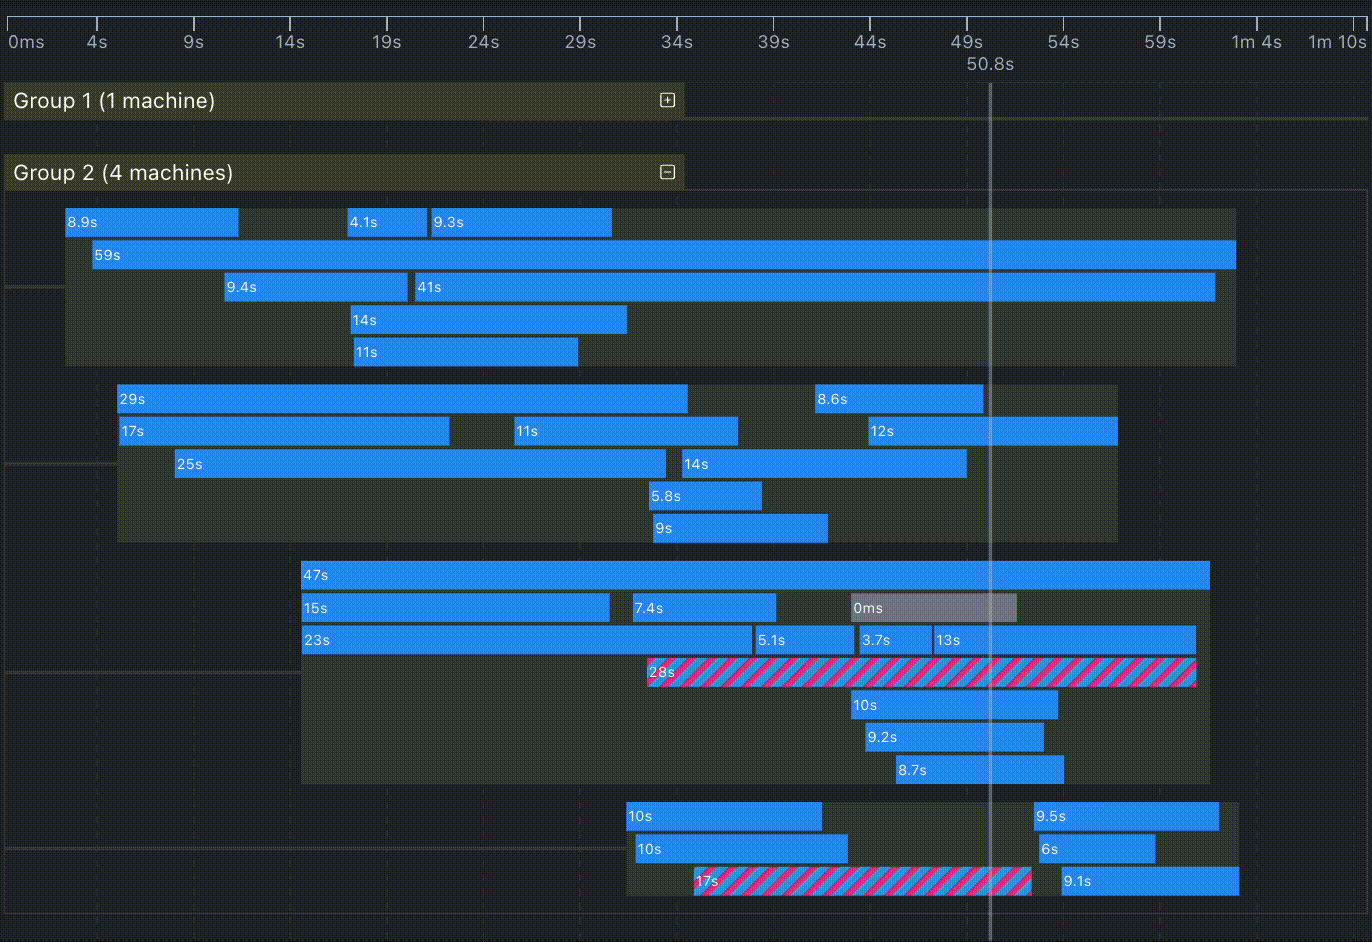 0ms 4s 9s 14s 19s 24s 29s 34s 39s 44s 49s 54s 59s 1m 4s 1m 10s
50.8s
Group 1 (1 machine)
Group 2 (4 machines)
8.9s 4.1s 9.3s
59s
9.4s 41s
14s
11s
29s 8.6s
17s 11s 12s
25s 14s
5.8s
9s
47s
15s 7.4s 0ms
23s 5.1s 3.7s 13s
28s
10s
9.2s
8.7s
10s 9.5s
10s 6s
17s 9.1s